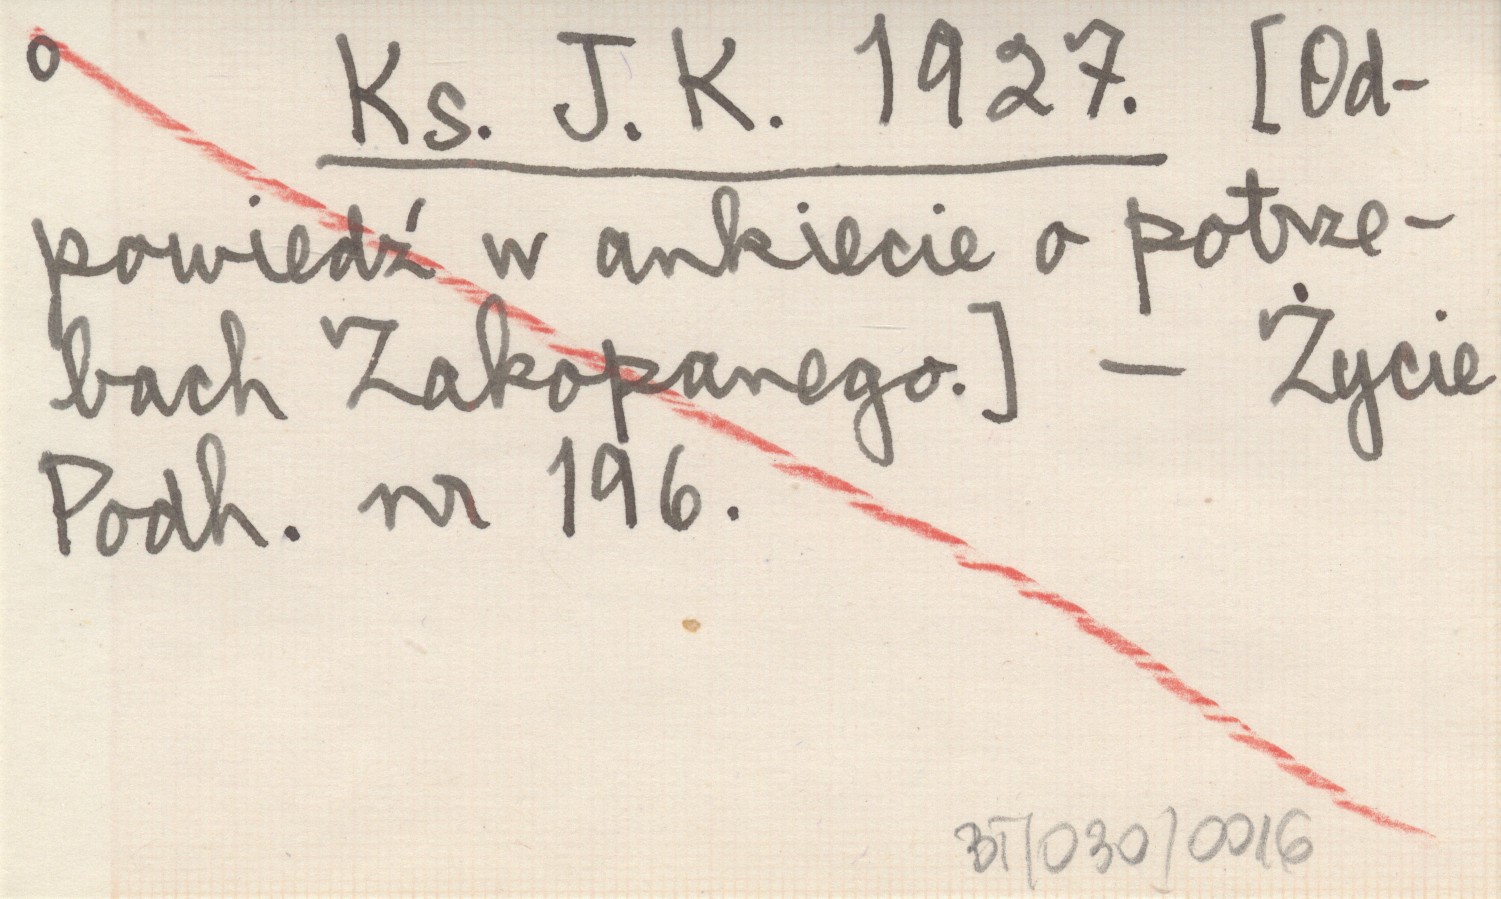 o Ks. J. K. 1927. [Od-
powiedź w ankiecie o potrze-
bach Zakopanego.] — Życie
Podh. nr 196.
BT/030/0016